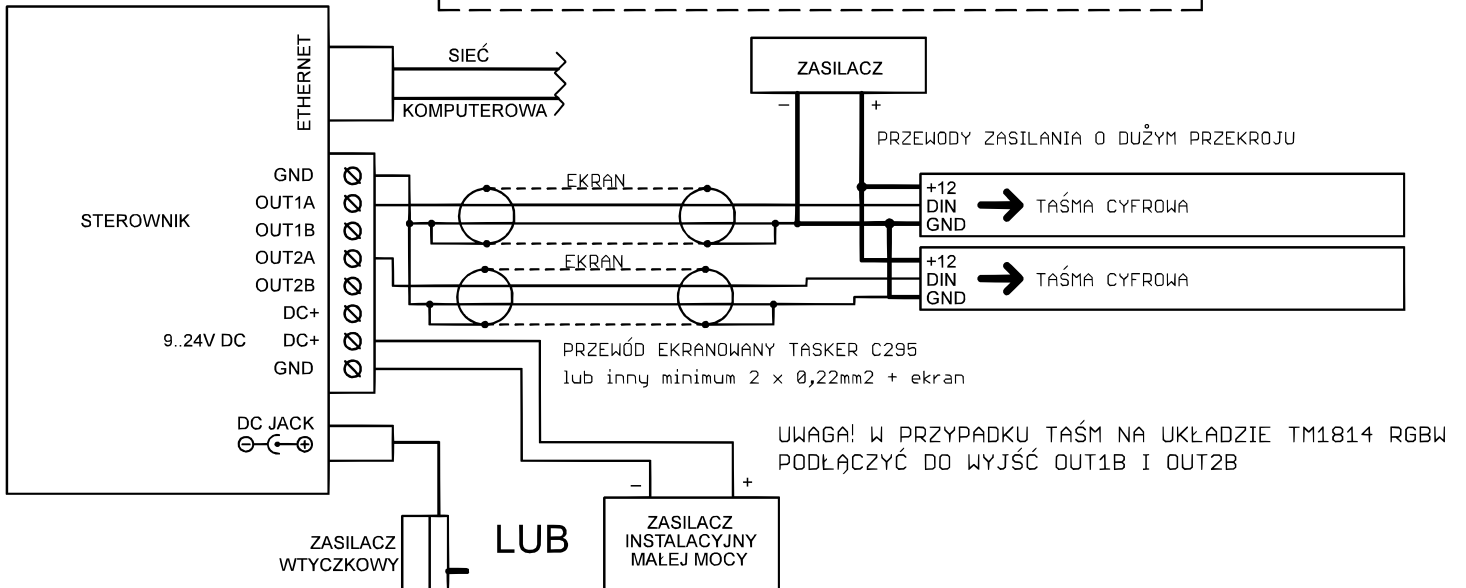 ETHERNET
SIEĆ
KOMPUTEROWA
ZASILACZ
–
+
PRZEWODY ZASILANIA O DUŻYM PRZEKROJU
STEROWNIK
GND
OUT1A
OUT1B
OUT2A
OUT2B
DC+
9..24V DC DC+
GND
DC JACK
EKRAN
EKRAN
+12
DIN
GND
TAŚMA CYFROWA
+12
DIN
GND
TAŚMA CYFROWA
PRZEWÓD EKRANOWANY TASKER C295
lub inny minimum 2 x 0,22mm2 + ekran
UWAGA! W PRZYPADKU TAŚM NA UKŁADZIE TM1814 RGBW
PODŁĄCZYĆ DO WYJŚĆ OUT1B I OUT2B
ZASILACZ
WTYCZKOWY
LUB
–
+
ZASILACZ
INSTALACYJNY
MAŁEJ MOCY